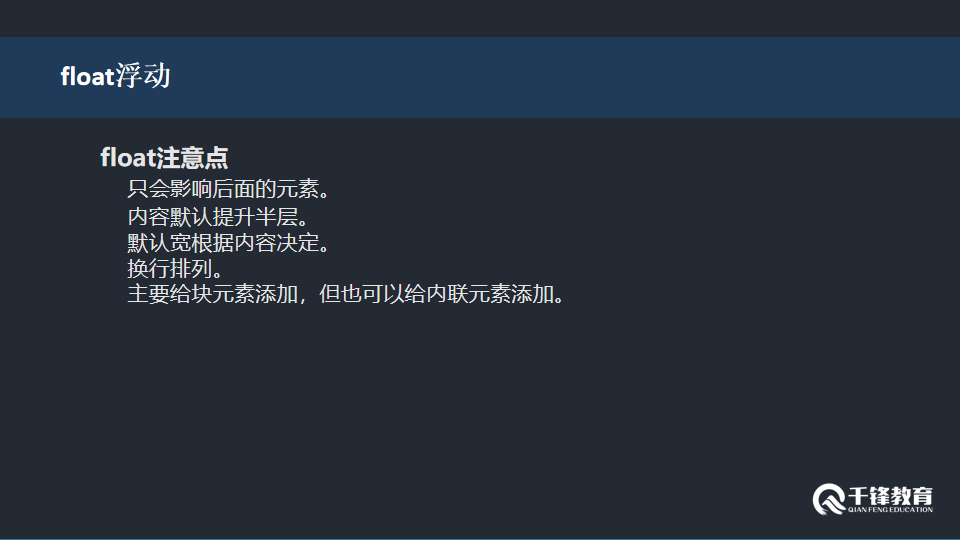 float浮动
float注意点
只会影响后面的元素。
内容默认提升半层。
默认宽根据内容决定。
换行排列。
主要给块元素添加，但也可以给内联元素添加。
千锋教育
QIAN FENG EDUCATION